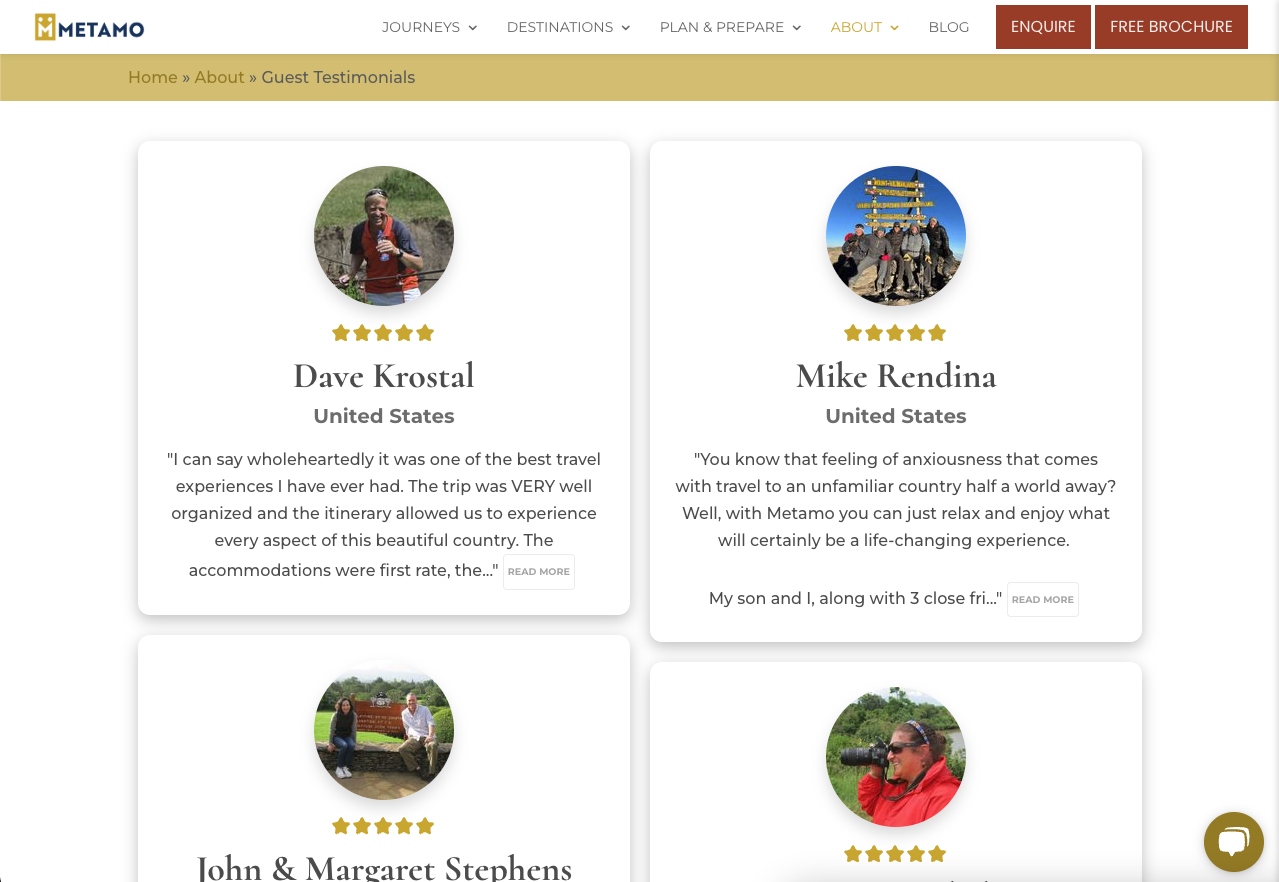 METAMO
JOURNEYS
DESTINATIONS
PLAN & PREPARE
ABOUT
BLOG
ENQUIRE
FREE BROCHURE
Home » About » Guest Testimonials
Dave Krostal
United States
"I can say wholeheartedly it was one of the best travel
experiences I have ever had. The trip was VERY well
organized and the itinerary allowed us to experience
every aspect of this beautiful country. The
accommodations were first rate, the..." READ MORE
Mike Rendina
United States
"You know that feeling of anxiousness that comes
with travel to an unfamiliar country half a world away?
Well, with Metamo you can just relax and enjoy what
will certainly be a life-changing experience.
My son and I, along with 3 close fri..." READ MORE
John & Margaret Stephens